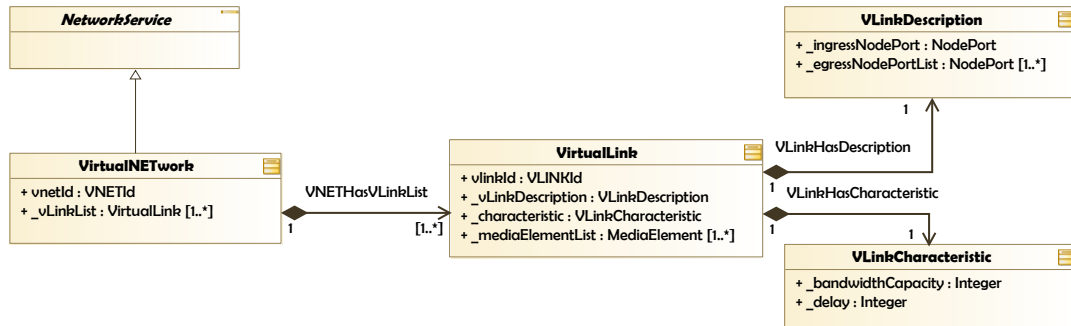 NetworkService
VirtualNETwork
+ vnetId : VNETId
+ _vLinkList : VirtualLink [1..*]
VNETHasVLinkList
1
[1..*]
VirtualLink
+ vlinkId : VLINKId
+ _vLinkDescription : VLinkDescription
+ _characteristic : VLinkCharacteristic
+ _mediaElementList : MediaElement [1..*]
VLinkDescription
+ _ingressNodePort : NodePort
+ _egressNodePortList : NodePort [1..*]
1
VLinkHasDescription
1
VLinkHasCharacteristic
1
1
VLinkCharacteristic
+ _bandwidthCapacity : Integer
+ _delay : Integer